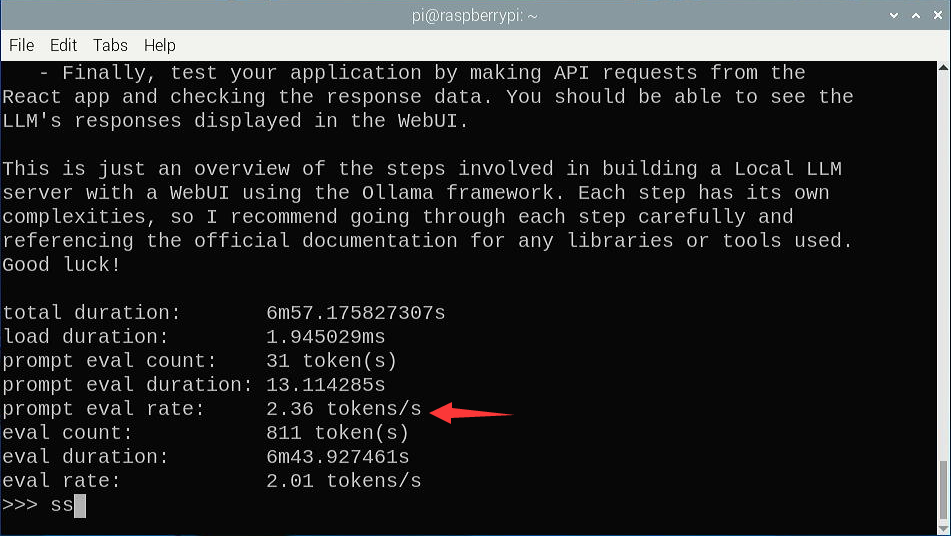 pi@raspberrypi: ~
File Edit Tabs Help
- Finally, test your application by making API requests from the
React app and checking the response data. You should be able to see the
LLM's responses displayed in the WebUI.
This is just an overview of the steps involved in building a Local LLM
server with a WebUI using the Ollama framework. Each step has its own
complexities, so I recommend going through each step carefully and
referencing the official documentation for any libraries or tools used.
Good luck!
total duration: 6m57.175827307s
load duration: 1.945029ms
prompt eval count: 31 token(s)
prompt eval duration: 13.114285s
prompt eval rate: 2.36 tokens/s
eval count: 811 token(s)
eval duration: 6m43.927461s
eval rate: 2.01 tokens/s
>>> ss